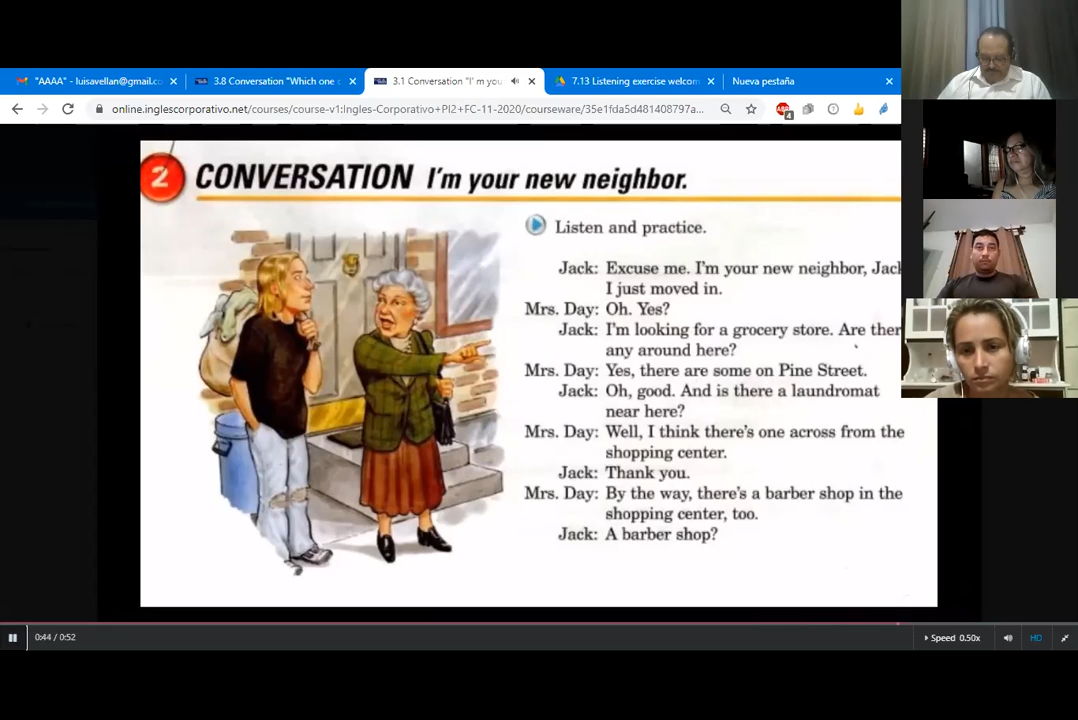 "AAAA" - luisavellan@gmail.co
3.8 Conversation "Which one c
3.1 Conversation "I' m you
7.13 Listening exercise welcom
Nueva pestaña
online.inglescorporativo.net/courses/course-v1:Ingles-Corporativo+PI2+FC-11-2020/courseware/35e1fda5d481408797a...
4
2 CONVERSATION I'm your new neighbor.
Listen and practice.
Jack: Excuse me. I'm your new neighbor, Jack
I just moved in.
Mrs. Day: Oh. Yes?
Jack: I'm looking for a grocery store. Are ther
any around here?
Mrs. Day: Yes, there are some on Pine Street.
Jack: Oh, good. And is there a laundromat
near here?
Mrs. Day: Well, I think there's one across from the
shopping center.
Jack: Thank you.
Mrs. Day: By the way, there's a barber shop in the
shopping center, too.
Jack: A barber shop?
0:44 / 0:52
Speed 0.50x
HD